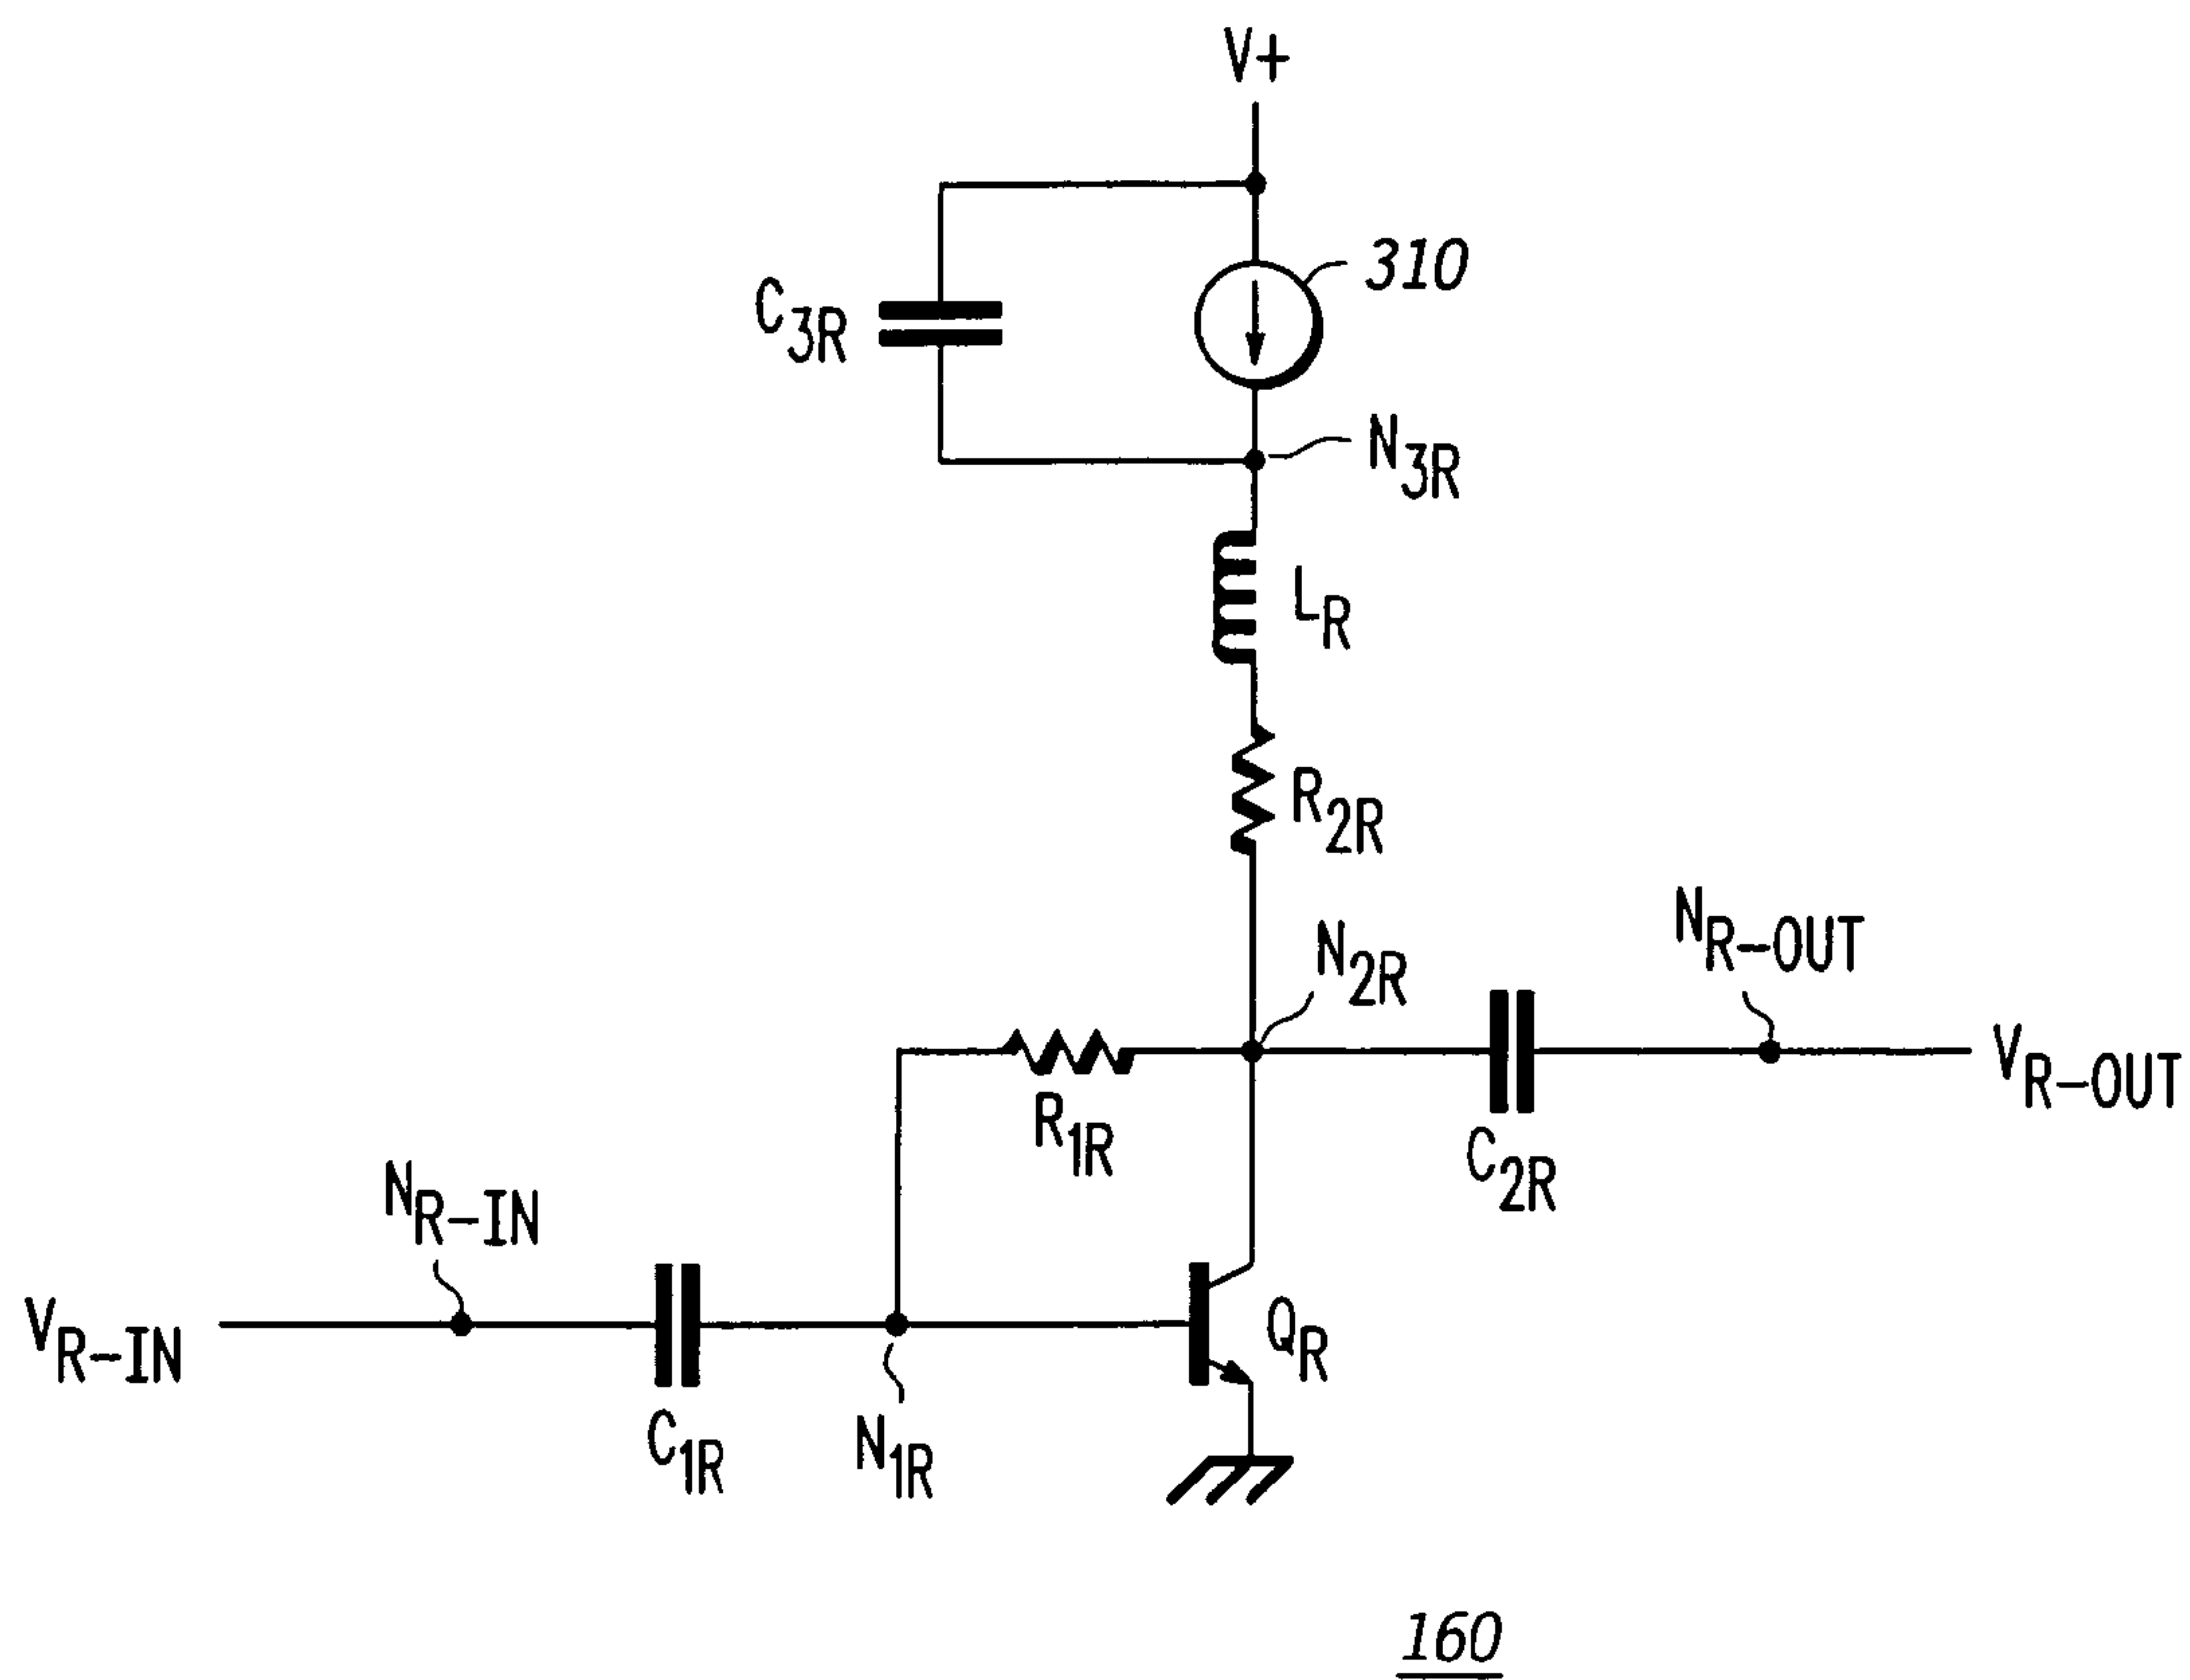 V+
310
C3R
N3R
LR
R2R
NR-OUT
N2R
VR-OUT
R1R
C2R
NR-IN
VR-IN
QR
C1R
N1R
160